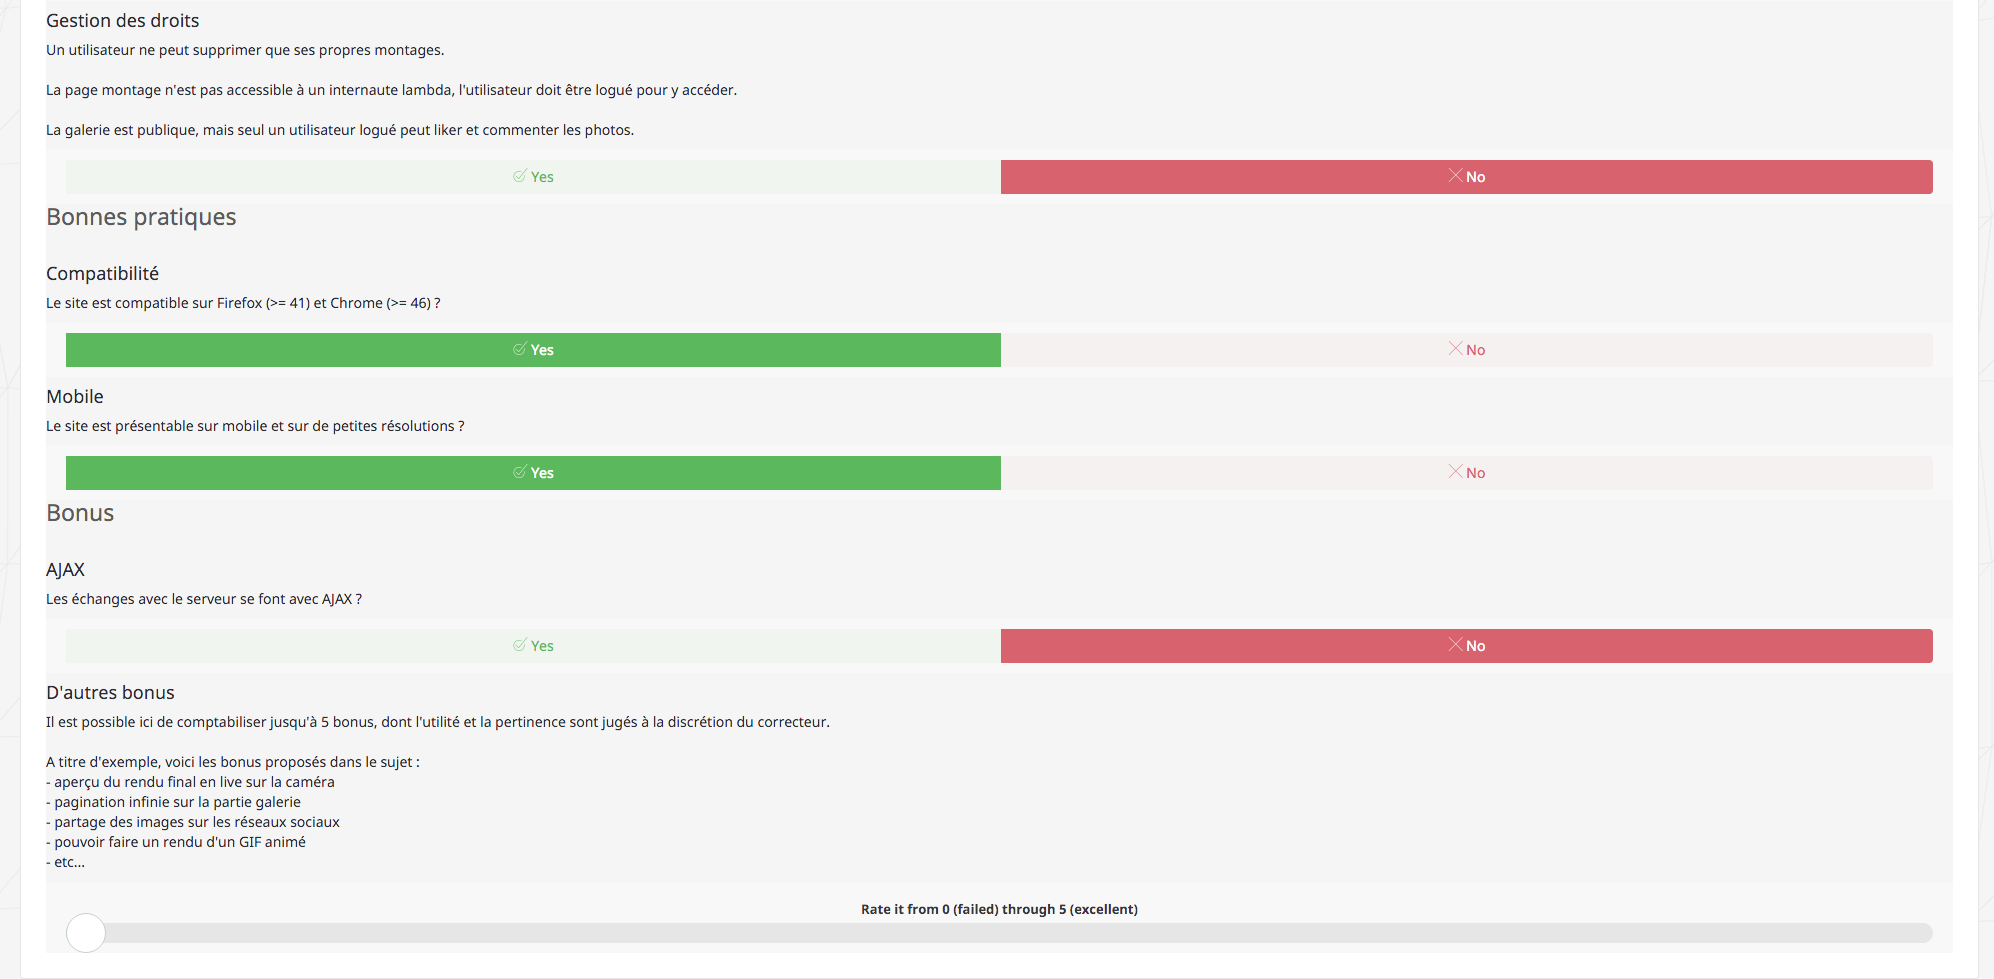 Gestion des droits
Un utilisateur ne peut supprimer que ses propres montages.
La page montage n'est pas accessible à un internaute lambda, l'utilisateur doit être logué pour y accéder.
La galerie est publique, mais seul un utilisateur logué peut liker et commenter les photos.
Yes
No
Bonnes pratiques
Compatibilité
Le site est compatible sur Firefox (>= 41) et Chrome (>= 46) ?
Yes
No
Mobile
Le site est présentable sur mobile et sur de petites résolutions ?
Yes
No
Bonus
AJAX
Les échanges avec le serveur se font avec AJAX ?
Yes
No
D'autres bonus
Il est possible ici de comptabiliser jusqu'à 5 bonus, dont l'utilité et la pertinence sont jugés à la discrétion du correcteur.
A titre d'exemple, voici les bonus proposés dans le sujet :
- aperçu du rendu final en live sur la caméra
- pagination infinie sur la partie galerie
- partage des images sur les réseaux sociaux
- pouvoir faire un rendu d'un GIF animé
- etc...
Rate it from 0 (failed) through 5 (excellent)